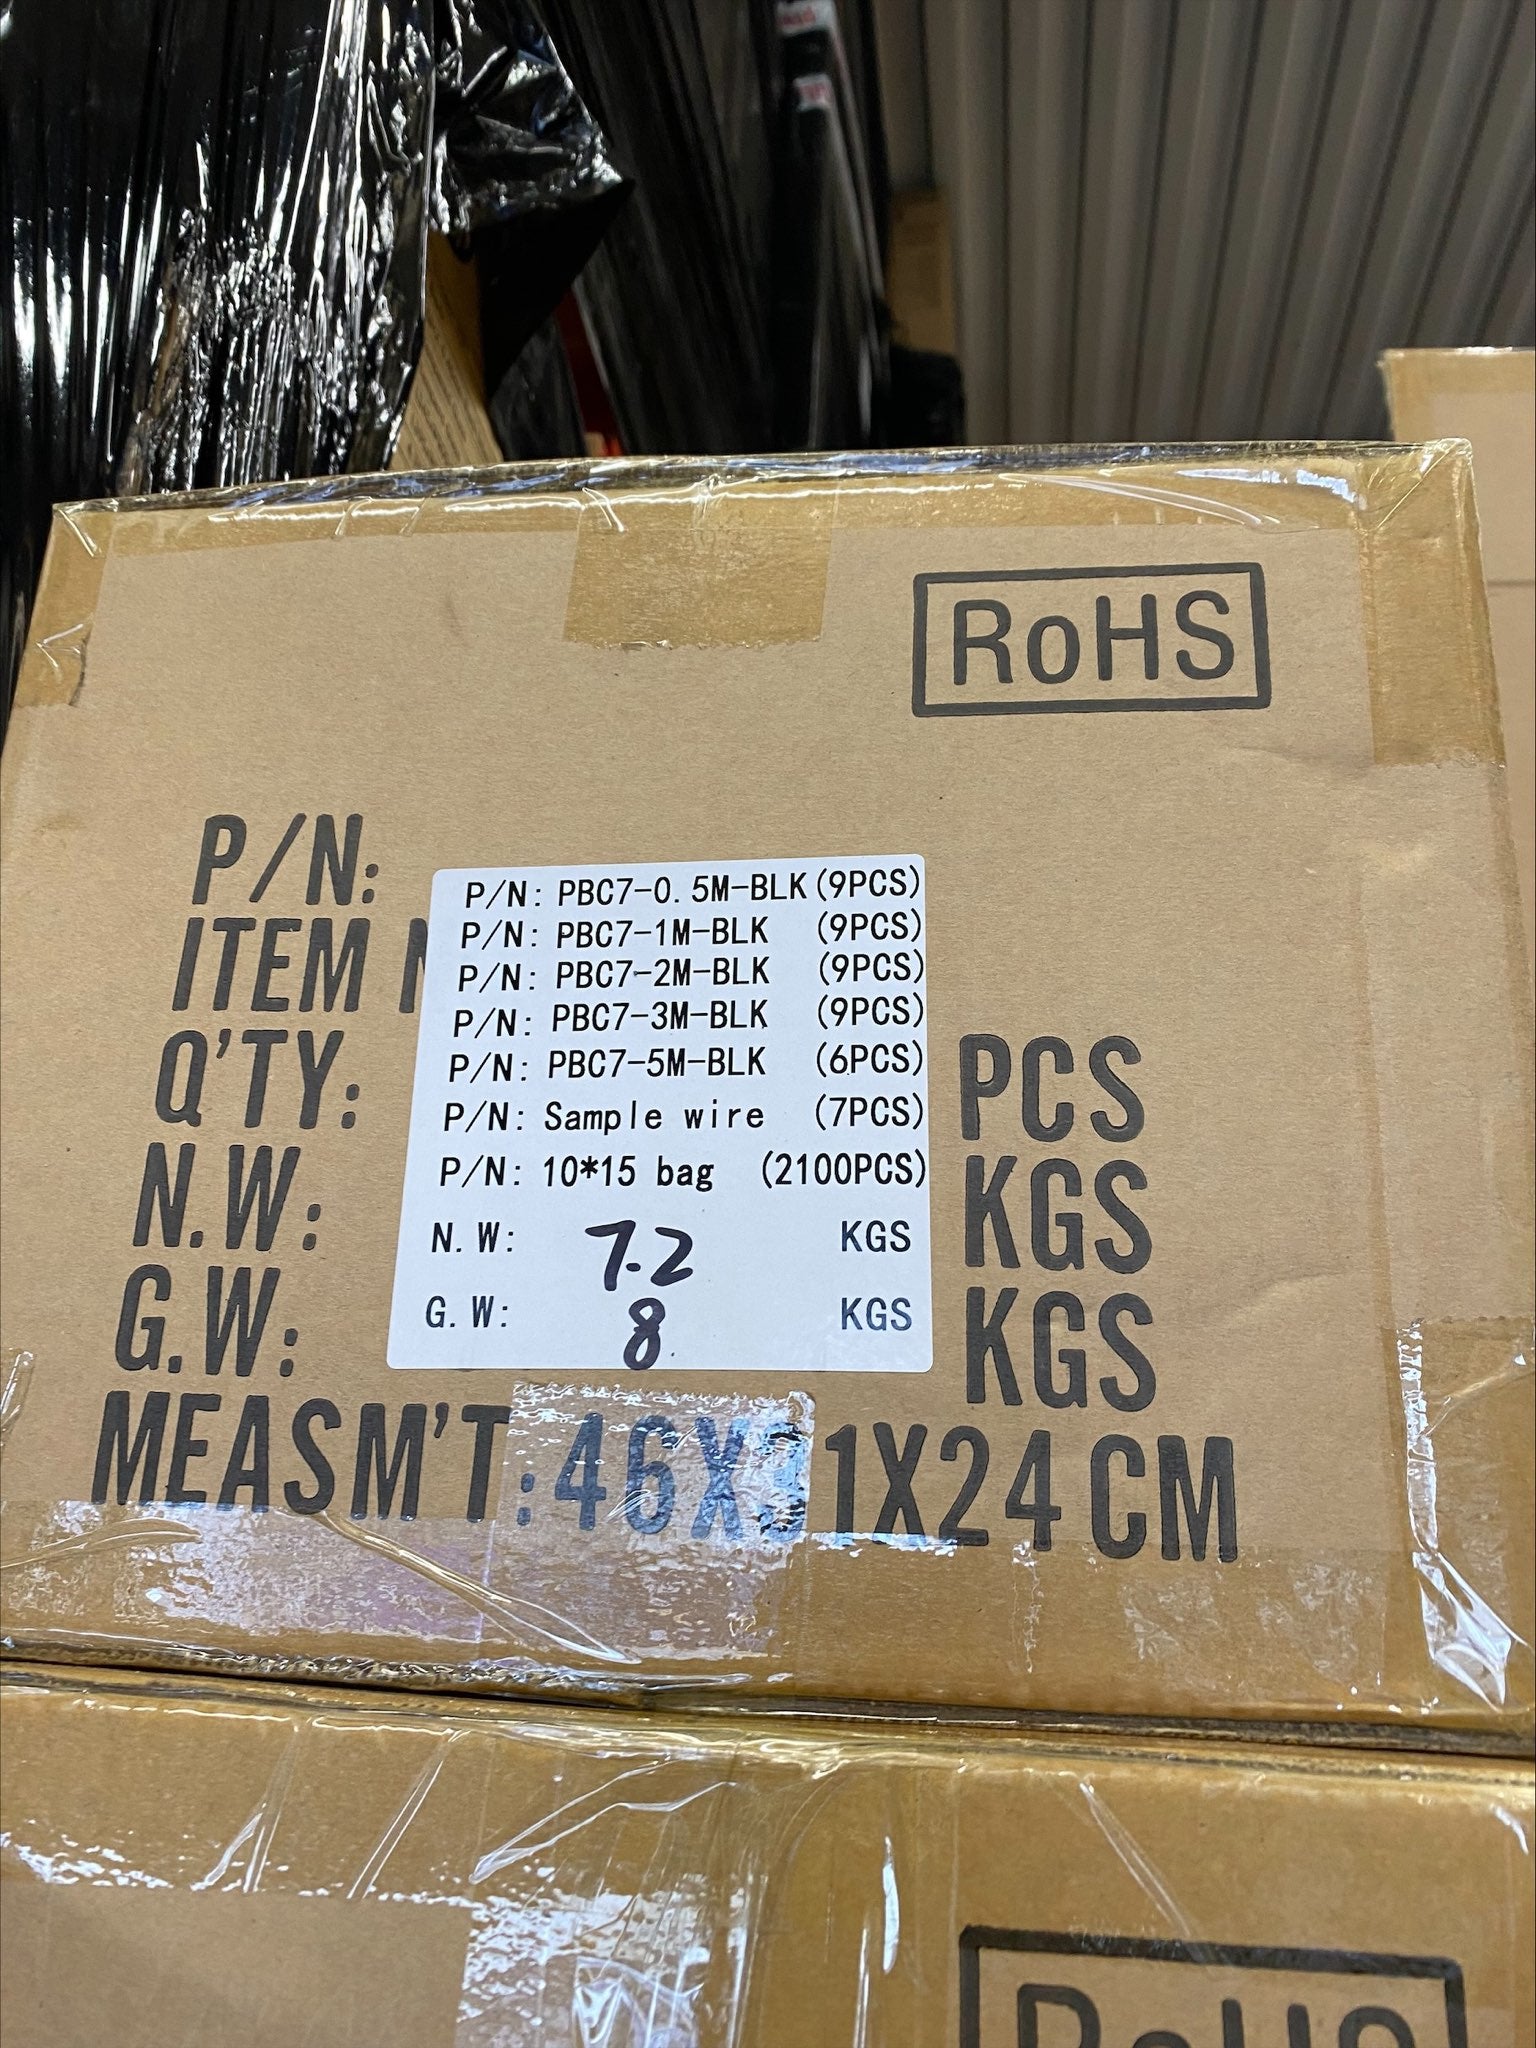 RoHS
P/N:
ITEM
Q'TY: PCS
N.W: KGS
G.W: KGS
MEASM'T:46X31X24CM
P/N: PBC7-0.5M-BLK(9PCS)
P/N: PBC7-1M-BLK (9PCS)
P/N: PBC7-2M-BLK (9PCS)
P/N: PBC7-3M-BLK (9PCS)
P/N: PBC7-5M-BLK (6PCS)
P/N: Sample wire (7PCS)
P/N: 10*15 bag (2100PCS)
N.W: 7.2 KGS
G.W: 8 KGS
RoHS